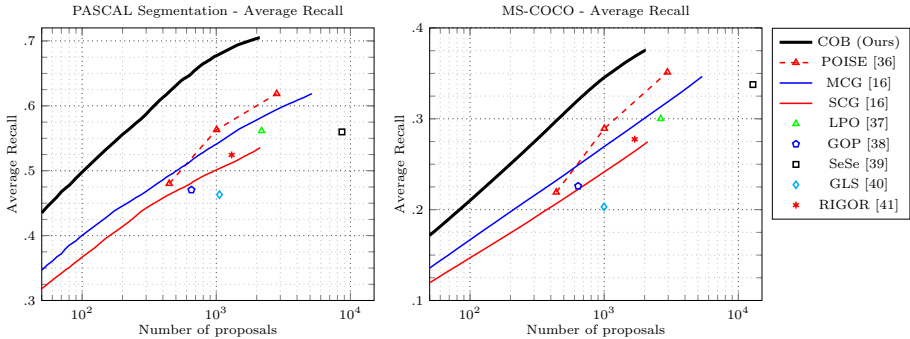 PASCAL Segmentation - Average Recall
Average Recall
.7
.6
.5
.4
.3
10²
10³
10⁴
Number of proposals
MS-COCO - Average Recall
Average Recall
.4
.3
.2
.1
10²
10³
10⁴
Number of proposals
COB (Ours)
POISE [36]
MCG [16]
SCG [16]
LPO [37]
GOP [38]
SeSe [39]
GLS [40]
RIGOR [41]